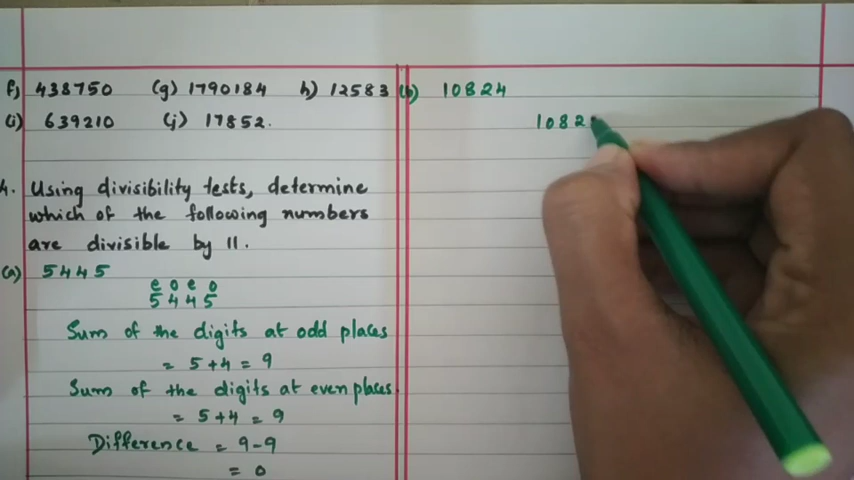 f) 438750 (g) 1790184 h) 12583
(i) 639210 (j) 17852.
4. Using divisibility tests, determine
which of the following numbers
are divisible by 11.
(a) 5445
e o e o
5 4 4 5
Sum of the digits at odd places
= 5+4 = 9
Sum of the digits at even places
= 5+4 = 9
Difference = 9-9
= 0
(b) 10824
1082